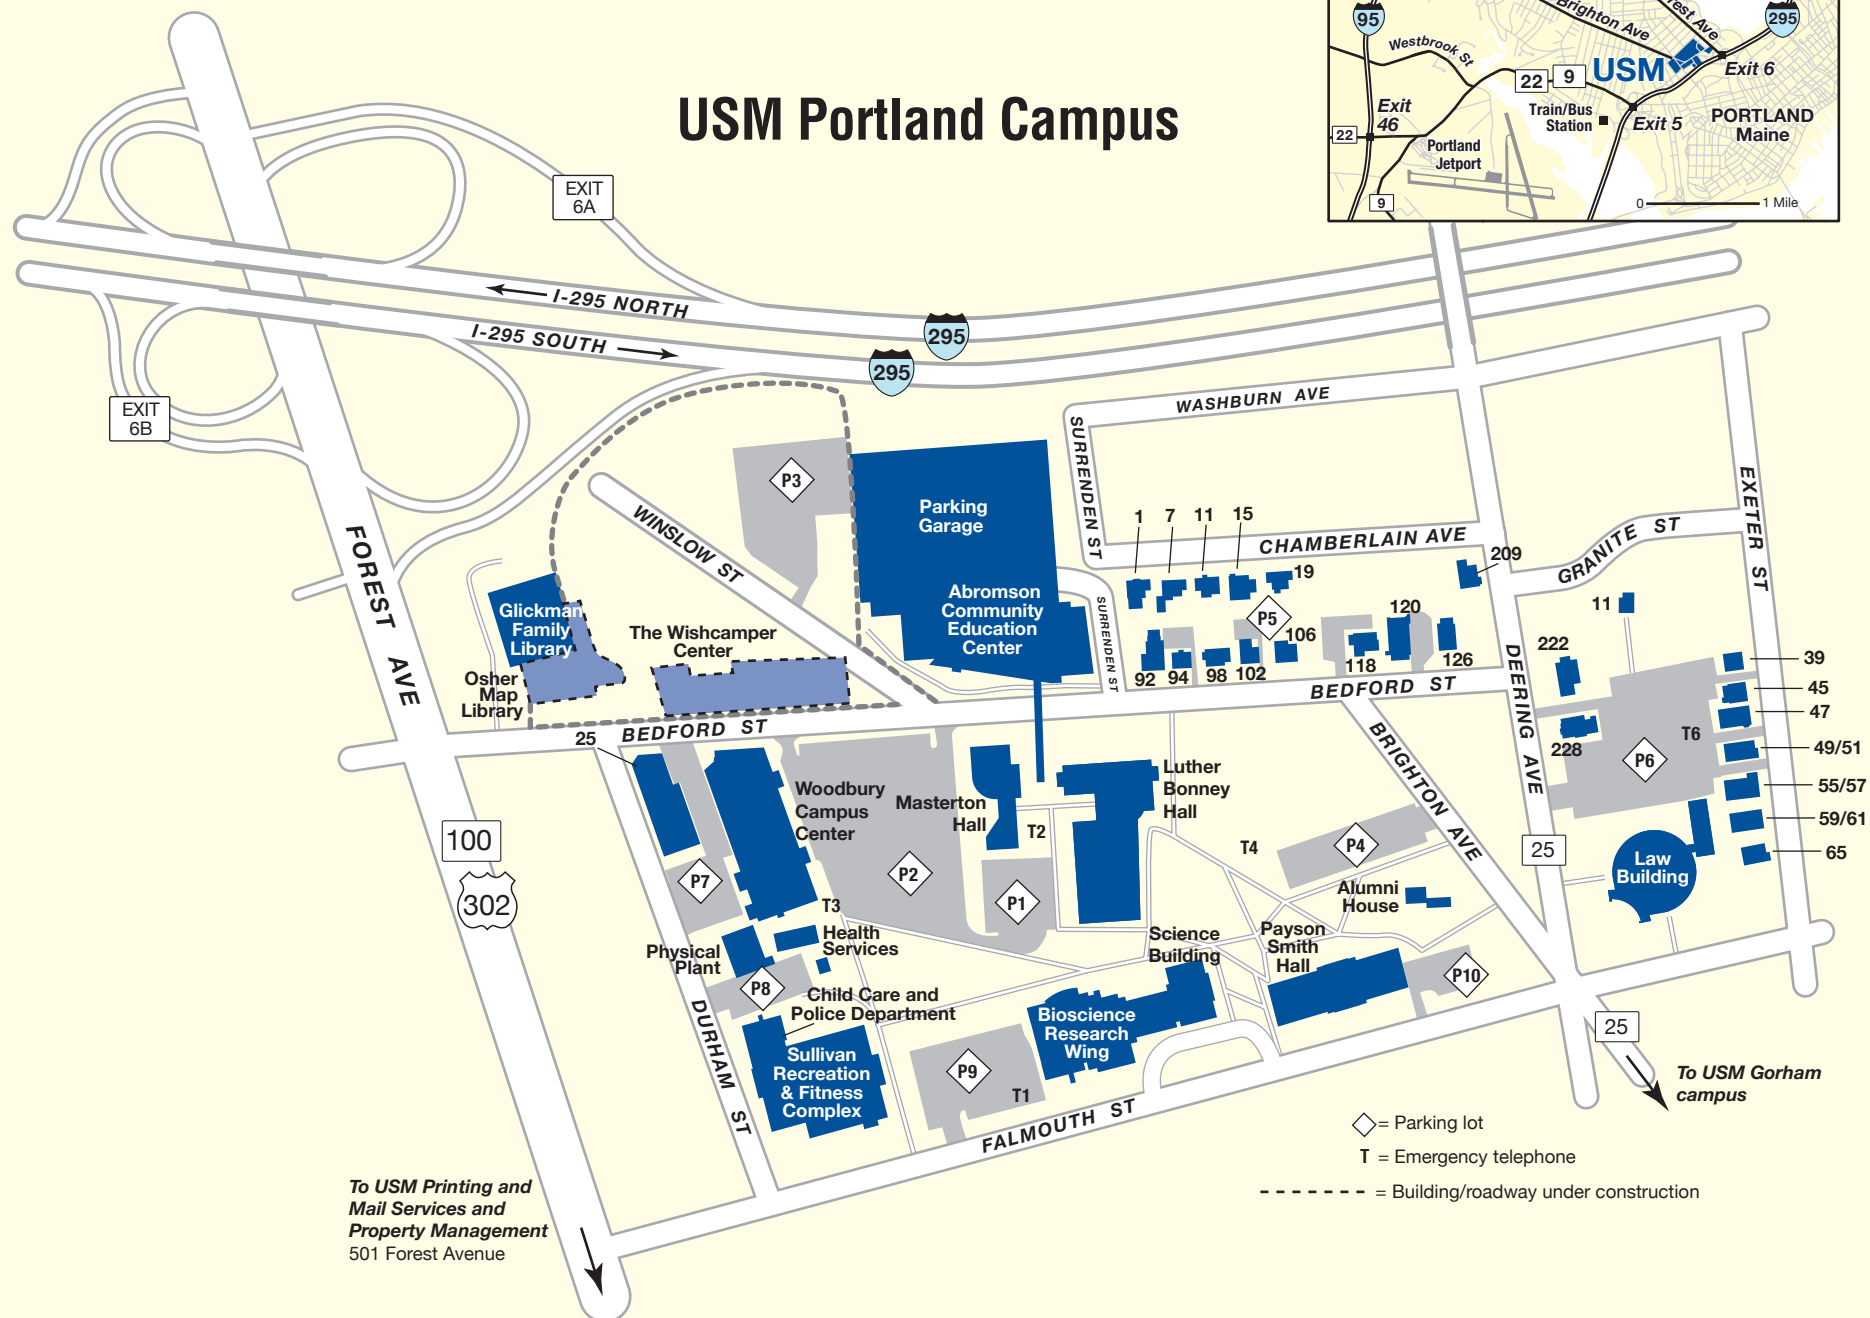 USM Portland Campus
95
Brighton Ave
rest Ave
295
Westbrook St
22
9
USM
Exit 6
Exit
46
Train/Bus
Station
Exit 5
PORTLAND
Maine
22
Portland
Jetport
9
0
1 Mile
EXIT
6A
I-295 NORTH
I-295 SOUTH
295
295
EXIT
6B
WASHBURN AVE
SURRENDEN ST
EXETER ST
P3
Parking
Garage
WINSLOW ST
FOREST AVE
1
7
11
15
CHAMBERLAIN AVE
GRANITE ST
209
19
Abromson
Community
Education
Center
SURRENDEN ST
P5
106
120
11
Glickman
Family
Library
The Wishcamper
Center
Osher
Map
Library
92
94
98
102
118
126
222
DEERING AVE
39
45
47
49/51
55/57
59/61
65
T6
228
P6
BEDFORD ST
BEDFORD ST
25
BRIGHTON AVE
Woodbury
Campus
Center
Masterton
Hall
T2
Luther
Bonney
Hall
T4
P4
25
Law
Building
100
302
P7
P2
P1
Alumni
House
T3
Health
Services
Physical
Plant
P8
Science
Building
Payson
Smith
Hall
P10
Child Care and
Police Department
Bioscience
Research
Wing
DURHAM ST
Sullivan
Recreation
& Fitness
Complex
P9
T1
FALMOUTH ST
25
To USM Gorham
campus
= Parking lot
T = Emergency telephone
= Building/roadway under construction
To USM Printing and
Mail Services and
Property Management
501 Forest Avenue